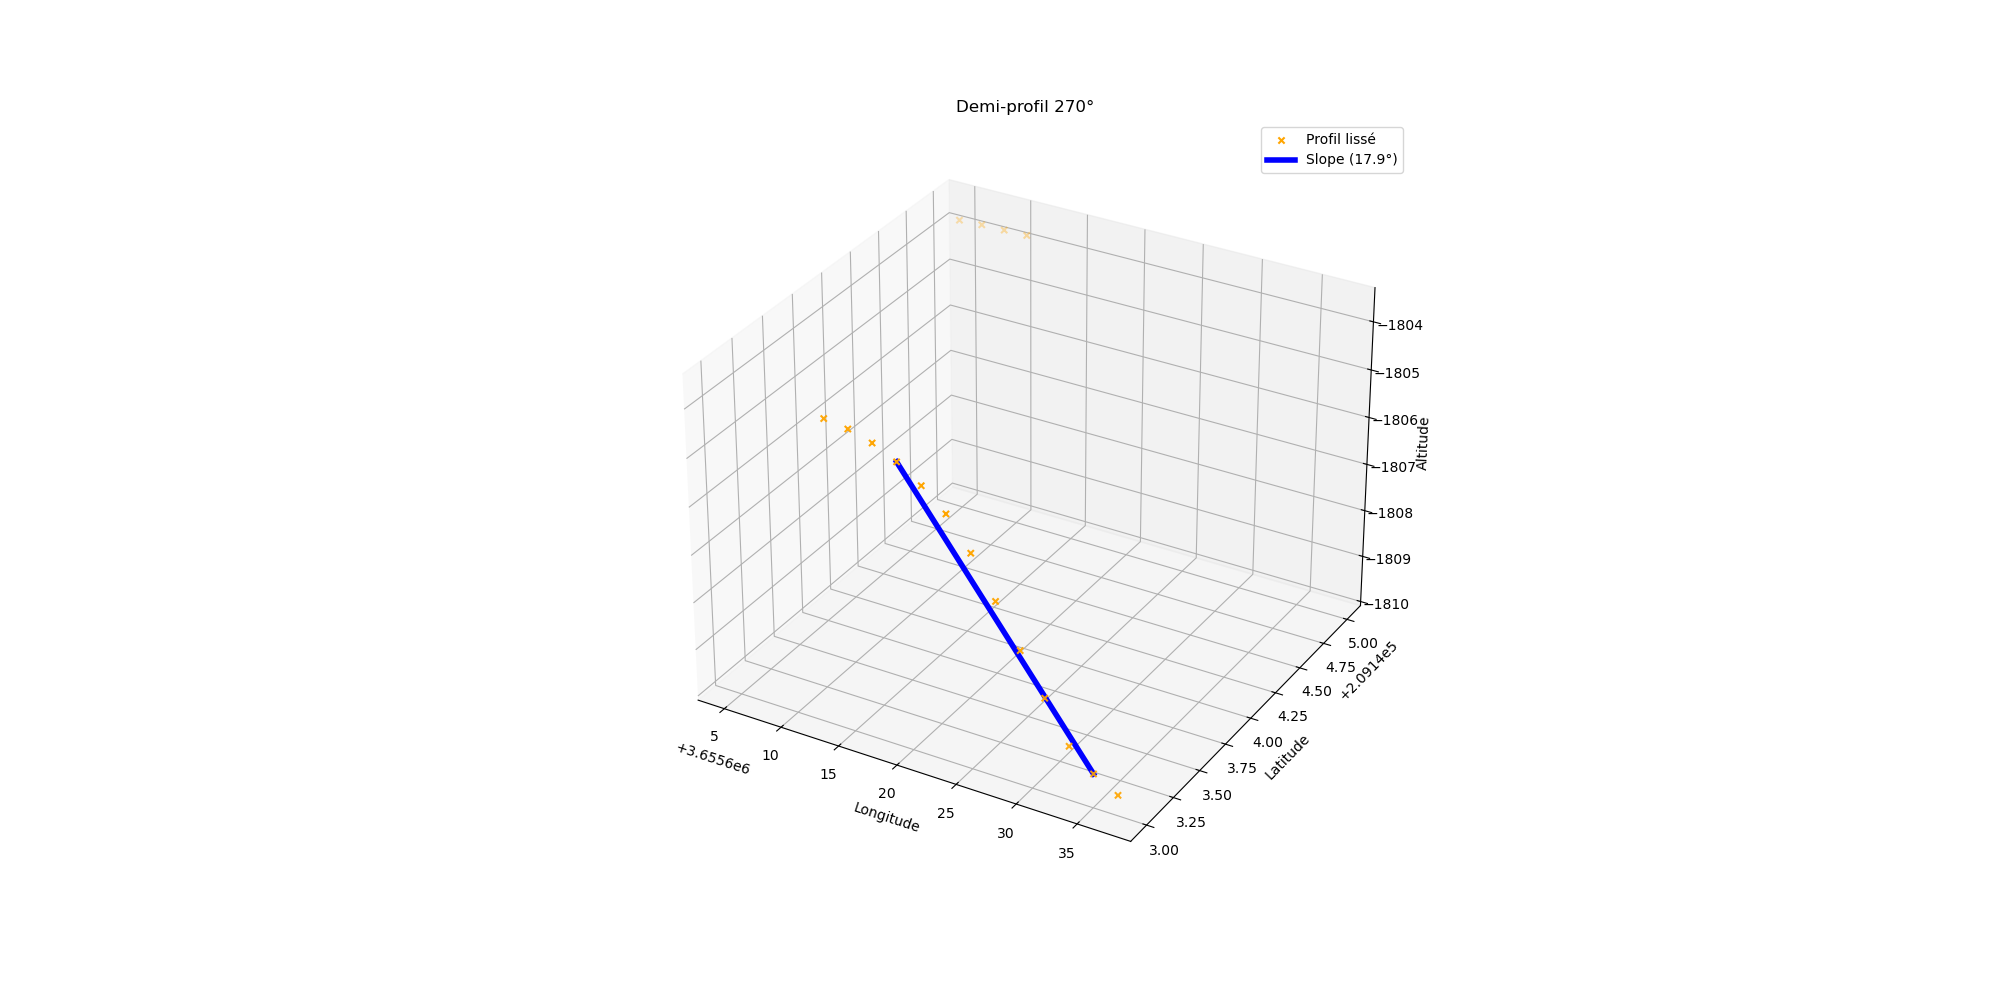 Demi-profil 270°
Profil lissé
Slope (17.9°)
−1804
−1805
−1806
−1807
−1808
−1809
−1810
Altitude
5.00
4.75
4.50
4.25
4.00
3.75
3.50
3.25
3.00
+2.0914e5
Latitude
5
10
15
20
25
30
35
+3.6556e6
Longitude